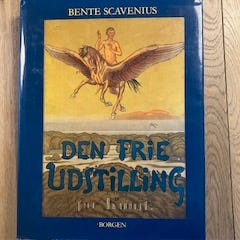 BENTE SCAVENIUS
DEN FRIE
UDSTILLING
BORGEN